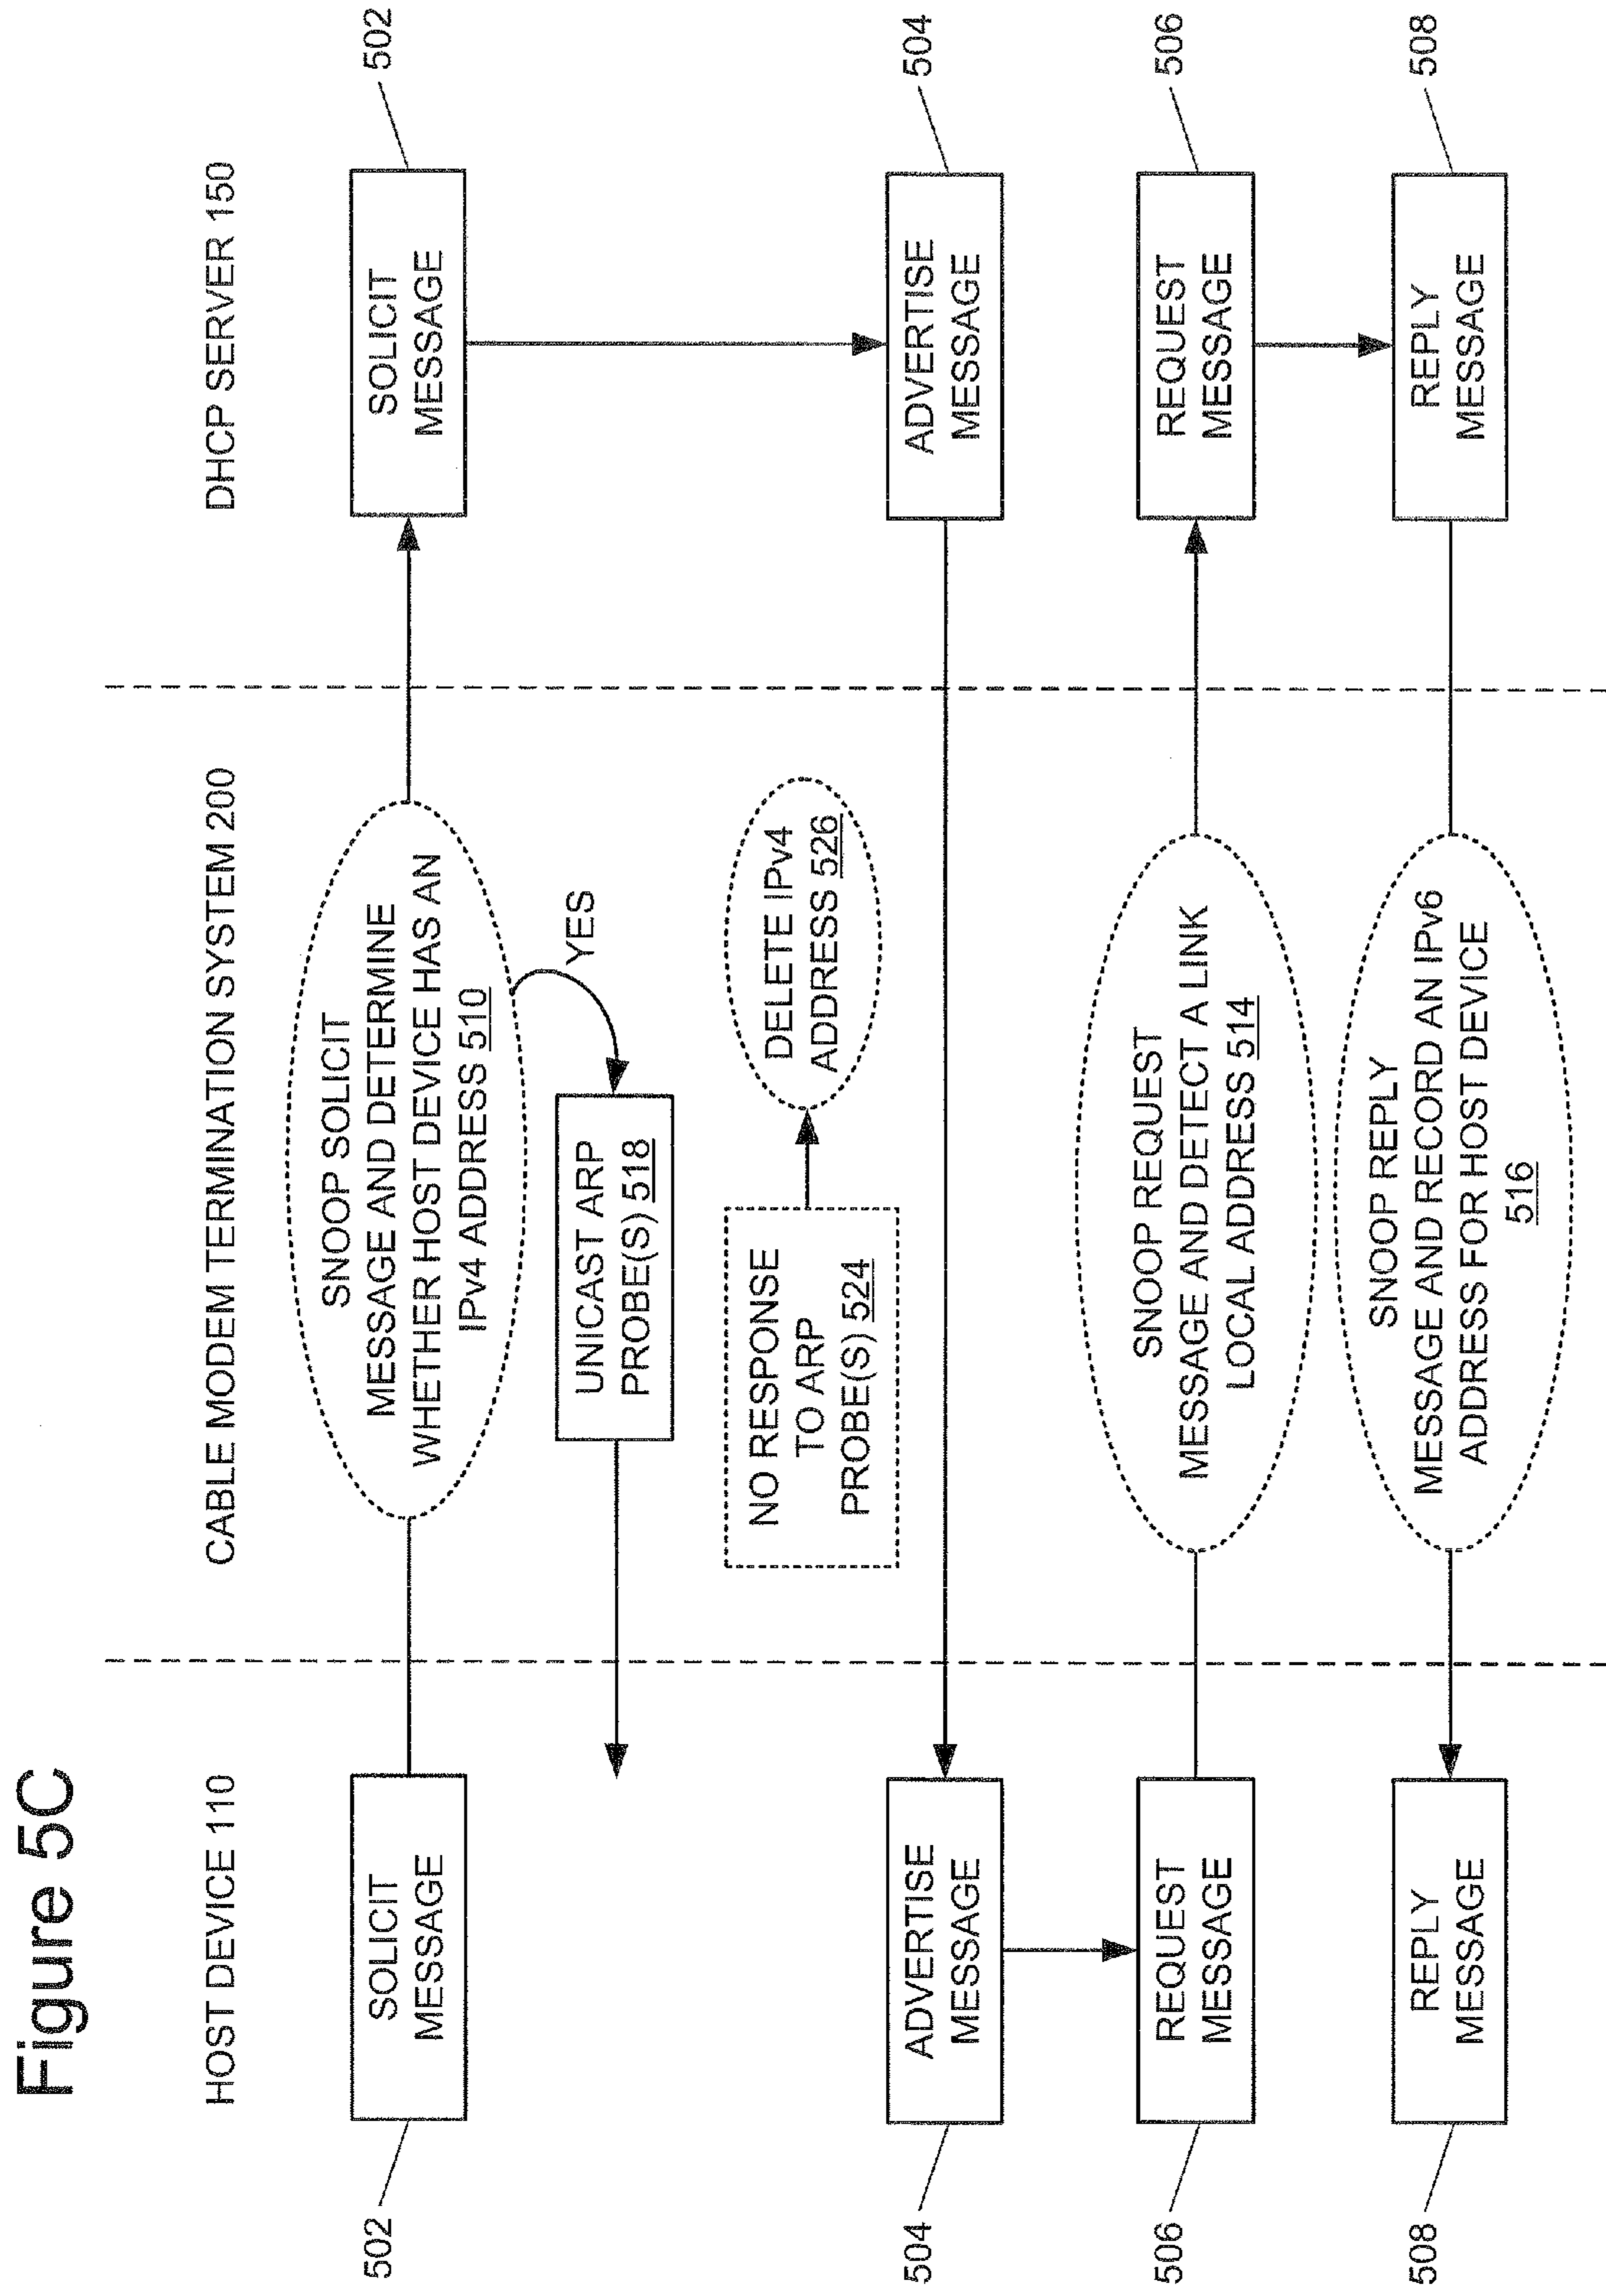 Figure 5C
HOST DEVICE 110
CABLE MODEM TERMINATION SYSTEM 200
DHCP SERVER 150
502
SOLICIT
MESSAGE
SNOOP SOLICIT
MESSAGE AND DETERMINE
WHETHER HOST DEVICE HAS AN
IPv4 ADDRESS 510
SOLICIT
MESSAGE
502
YES
UNICAST ARP
PROBE(S) 518
NO RESPONSE
TO ARP
PROBE(S) 524
DELETE IPv4
ADDRESS 526
504
ADVERTISE
MESSAGE
ADVERTISE
MESSAGE
504
506
REQUEST
MESSAGE
SNOOP REQUEST
MESSAGE AND DETECT A LINK
LOCAL ADDRESS 514
REQUEST
MESSAGE
506
508
REPLY
MESSAGE
SNOOP REPLY
MESSAGE AND RECORD AN IPv6
ADDRESS FOR HOST DEVICE
516
REPLY
MESSAGE
508